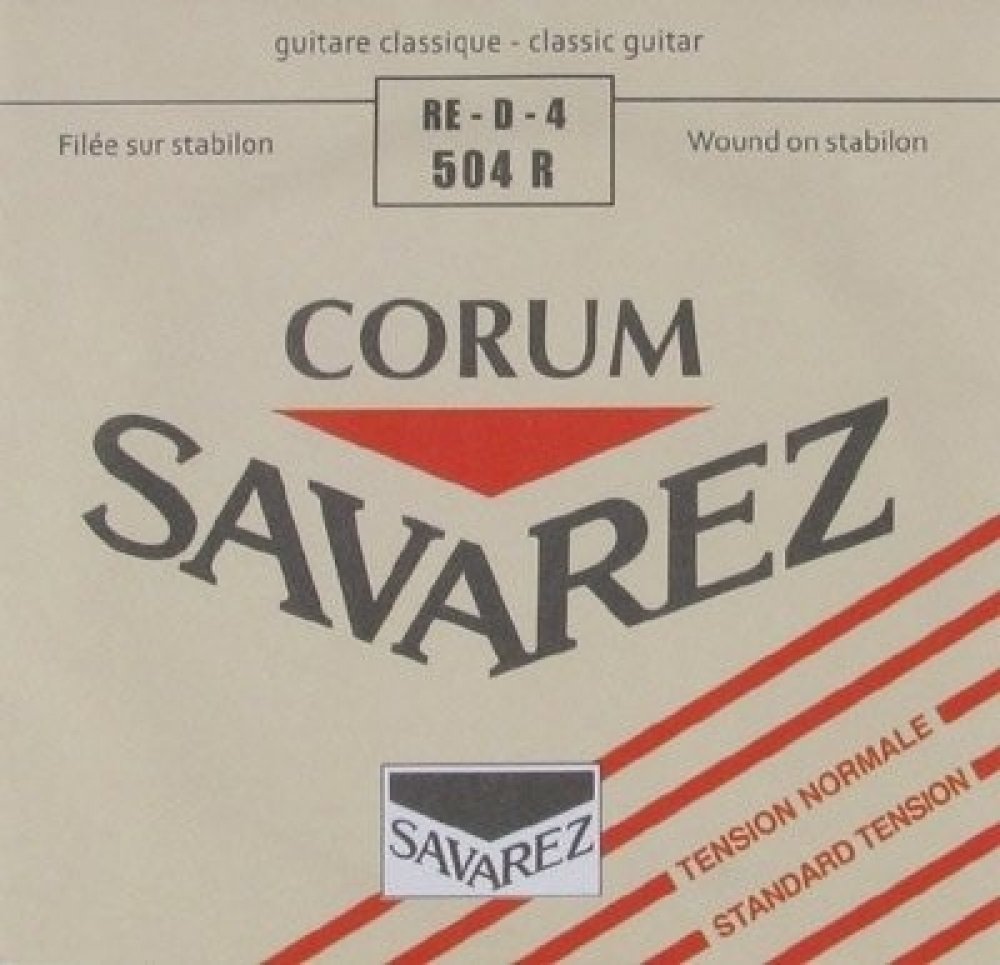 guitare classique - classic guitar
RE - D - 4
504 R
Filée sur stabilon
Wound on stabilon
CORUM
SAVAREZ
SAVAREZ
TENSION NORMALE
STANDARD TENSION